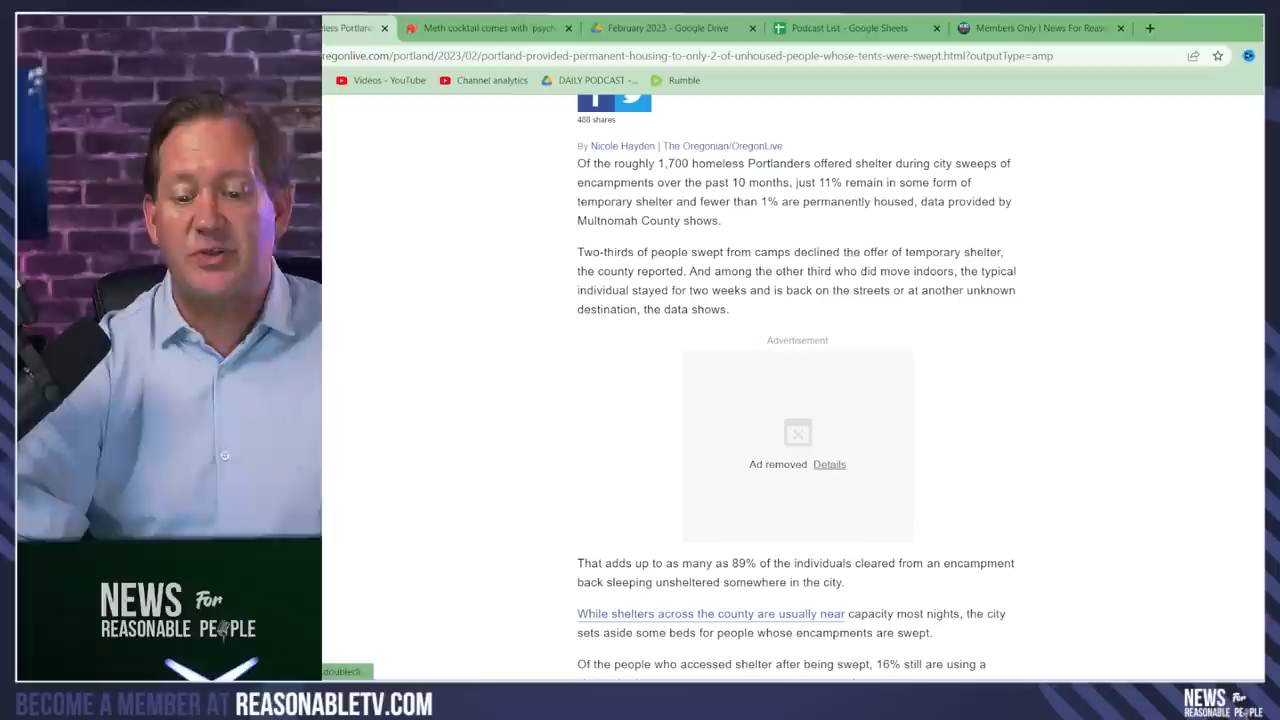 eless Portland
Meth cocktail comes with 'psych
February 2023 - Google Drive
Podcast List - Google Sheets
Members Only | News For Reaso
regonlive.com/portland/2023/02/portland-provided-permanent-housing-to-only-2-of-unhoused-people-whose-tents-were-swept.html?outputType=amp
Videos - YouTube
Channel analytics
DAILY PODCAST -...
Rumble
488 shares
By Nicole Hayden | The Oregonian/OregonLive
Of the roughly 1,700 homeless Portlanders offered shelter during city sweeps of
encampments over the past 10 months, just 11% remain in some form of
temporary shelter and fewer than 1% are permanently housed, data provided by
Multnomah County shows.
Two-thirds of people swept from camps declined the offer of temporary shelter,
the county reported. And among the other third who did move indoors, the typical
individual stayed for two weeks and is back on the streets or at another unknown
destination, the data shows.
Advertisement
Ad removed Details
That adds up to as many as 89% of the individuals cleared from an encampment
back sleeping unsheltered somewhere in the city.
While shelters across the county are usually near capacity most nights, the city
sets aside some beds for people whose encampments are swept.
Of the people who accessed shelter after being swept, 16% still are using a
NEWS For
REASONABLE PEOPLE
BECOME A MEMBER AT REASONABLETV.COM
NEWS For
REASONABLE PEOPLE